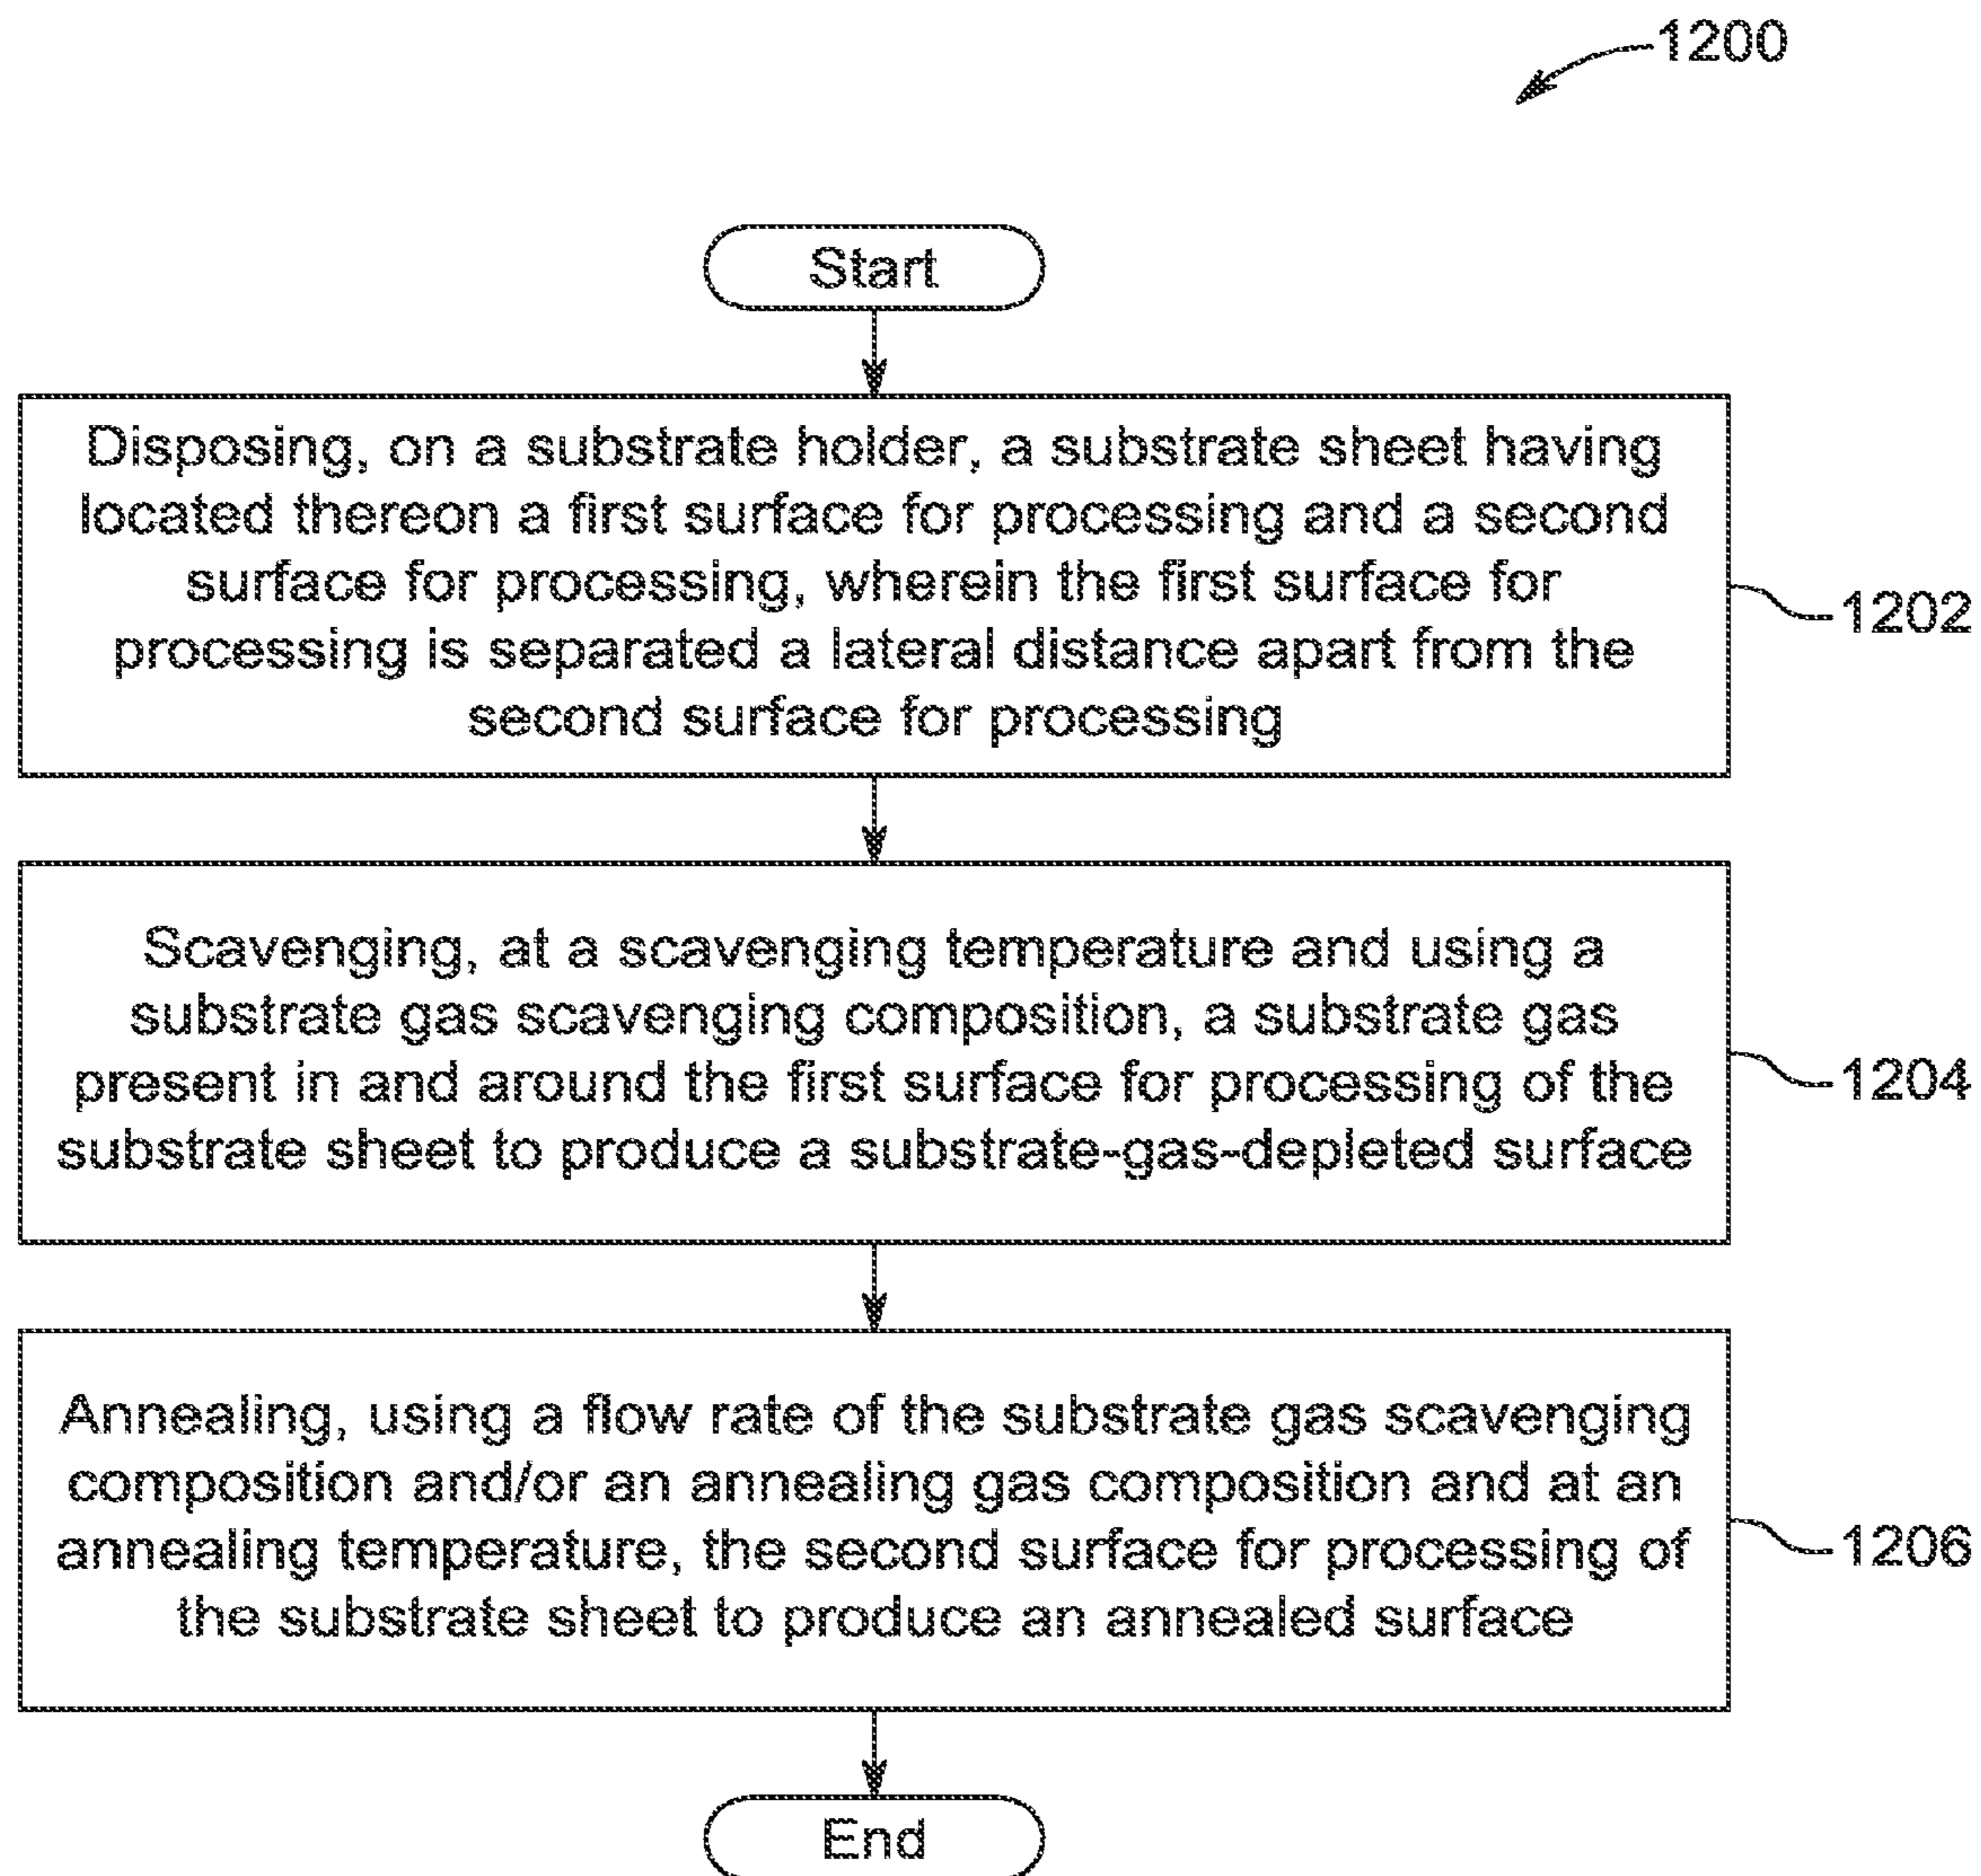 1200
Start
Disposing, on a substrate holder, a substrate sheet having
located thereon a first surface for processing and a second
surface for processing, wherein the first surface for
processing is separated a lateral distance apart from the
second surface for processing
1202
Scavenging, at a scavenging temperature and using a
substrate gas scavenging composition, a substrate gas
present in and around the first surface for processing of the
substrate sheet to produce a substrate-gas-depleted surface
1204
Annealing, using a flow rate of the substrate gas scavenging
composition and/or an annealing gas composition and at an
annealing temperature, the second surface for processing of
the substrate sheet to produce an annealed surface
1206
End